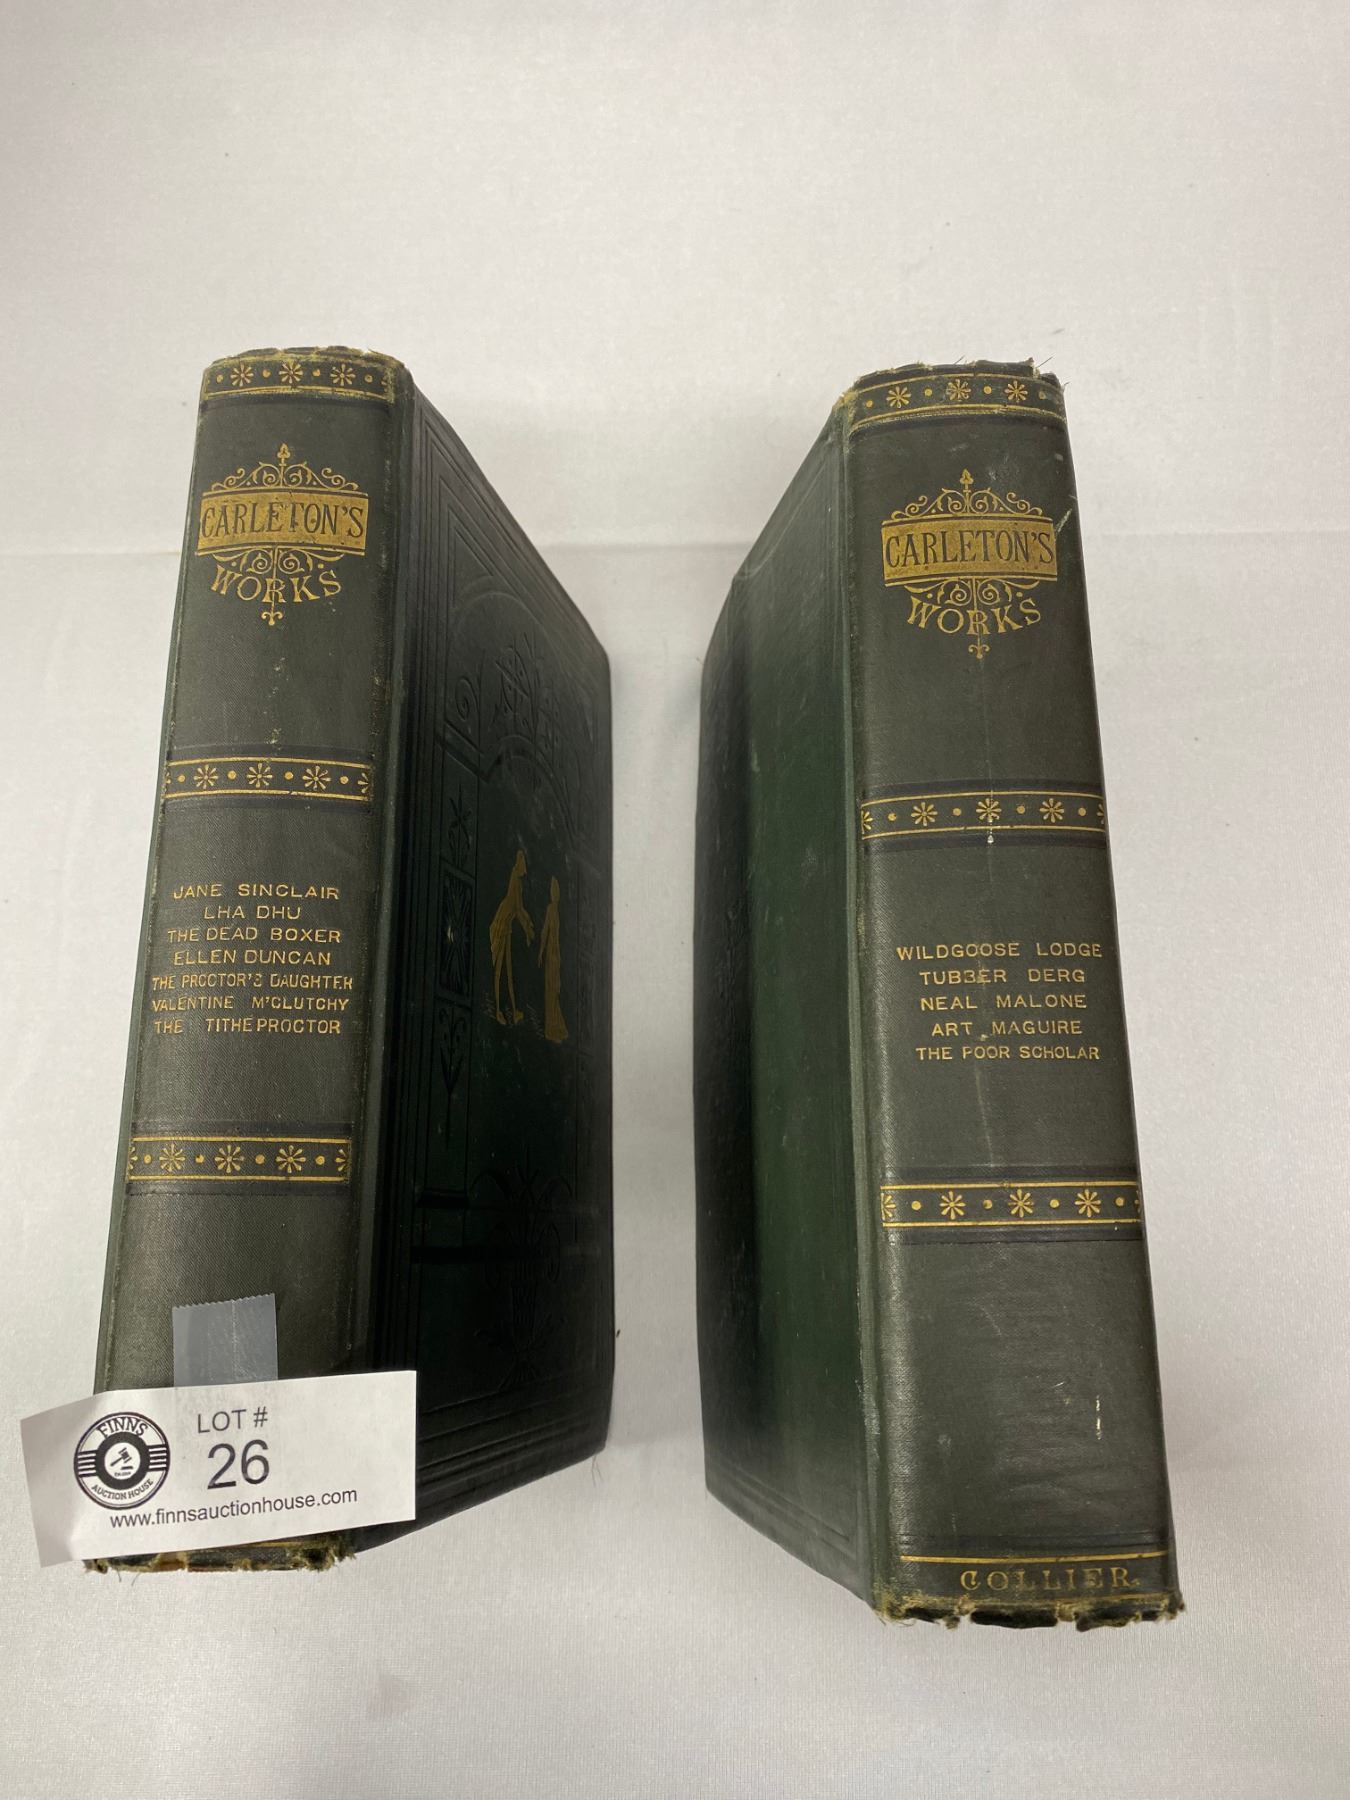 CARLETON'S
WORKS
JANE SINCLAIR
LHA DHU
THE DEAD BOXER
ELLEN DUNCAN
THE PROCTOR'S DAUGHTER
VALENTINE M'CLUTCHY
THE TITHE PROCTOR
FINNS
AUCTION HOUSE
LOT #
26
www.finnsauctionhouse.com
CARLETON'S
WORKS
WILDGOOSE LODGE
TUBBER DERG
NEAL MALONE
ART MAGUIRE
THE POOR SCHOLAR
COLLIER.